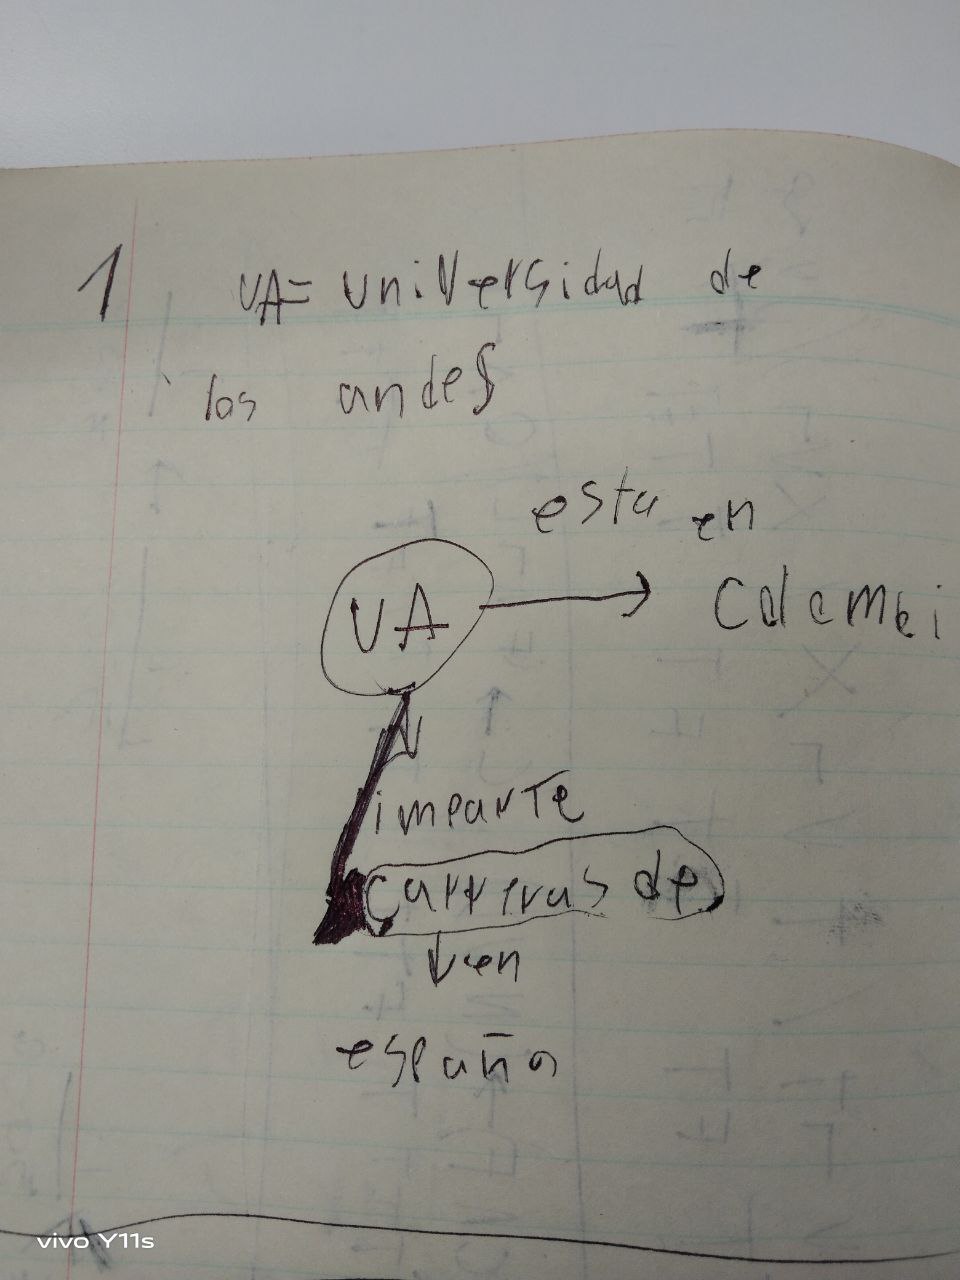 1 UA= universidad de
los andes
esta en
UA
Colombi
imparte
carreras de
en
español
vivo Y11s